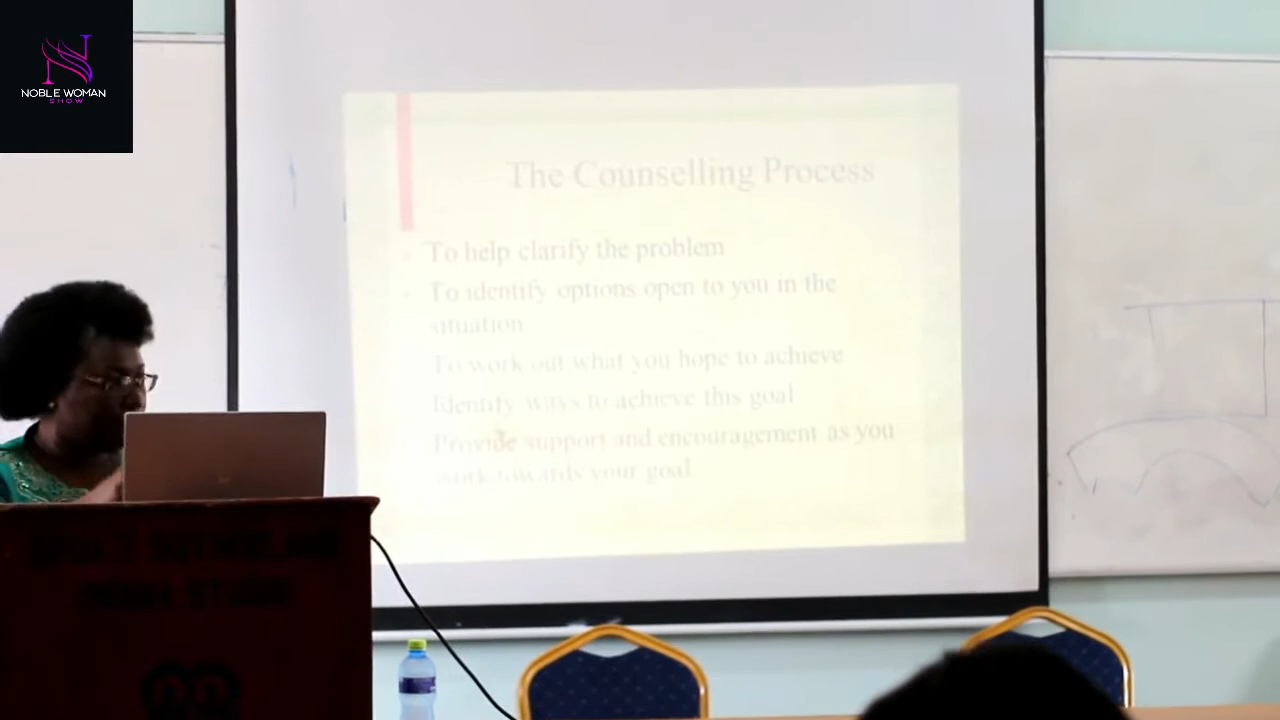 NOBLE WOMAN
SHOW
The Counselling Process
To help clarify the problem
To identify options open to you in the
situation
To work out what you hope to achieve
Identify ways to achieve this goal
Provide support and encouragement as you
work towards your goal
DRAMA STUDIO